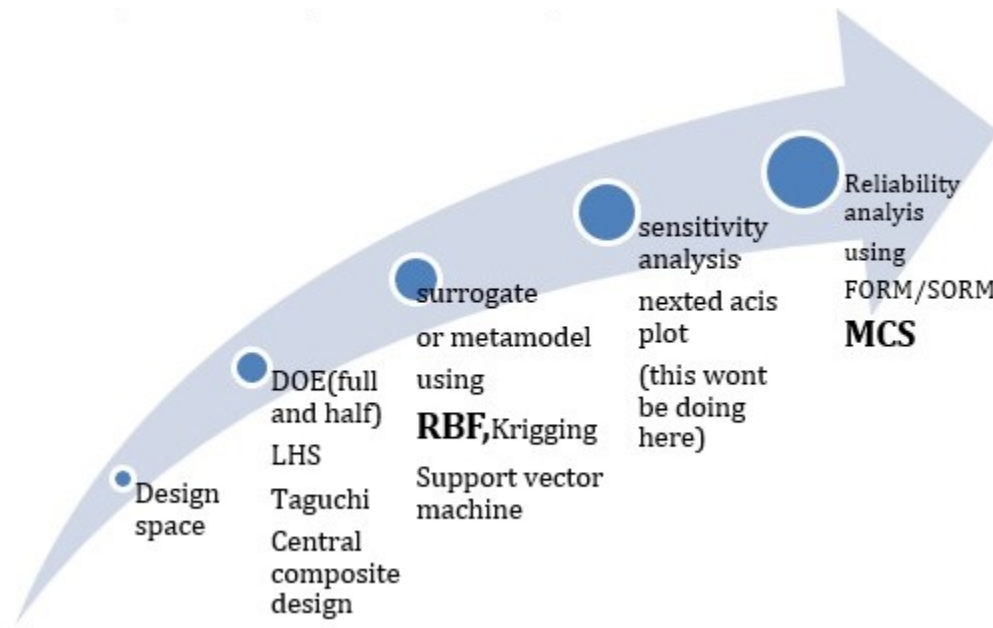 Design
space
DOE(full
and half)
LHS
Taguchi
Central
composite
design
surrogate
or metamodel
using
RBF,Krigging
Support vector
machine
sensitivity
analysis
nexted acis
plot
(this wont
be doing
here)
Reliability
analyis
using
FORM/SORM
MCS